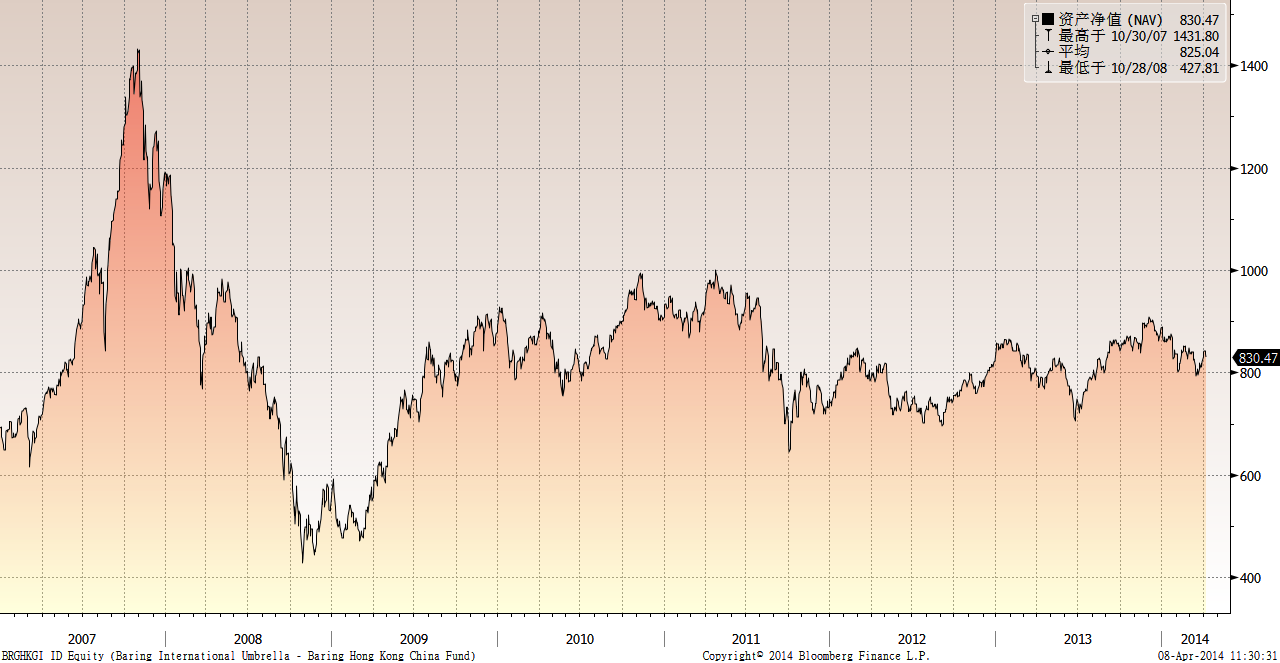 资产净值 (NAV) 830.47
最高于 10/30/07 1431.80
平均 825.04
最低于 10/28/08 427.81
1400
1200
1000
830.47
800
600
400
2007 2008 2009 2010 2011 2012 2013 2014
BRGHKGI ID Equity (Baring International Umbrella - Baring Hong Kong China Fund) Copyright© 2014 Bloomberg Finance L.P. 08-Apr-2014 11:30:31